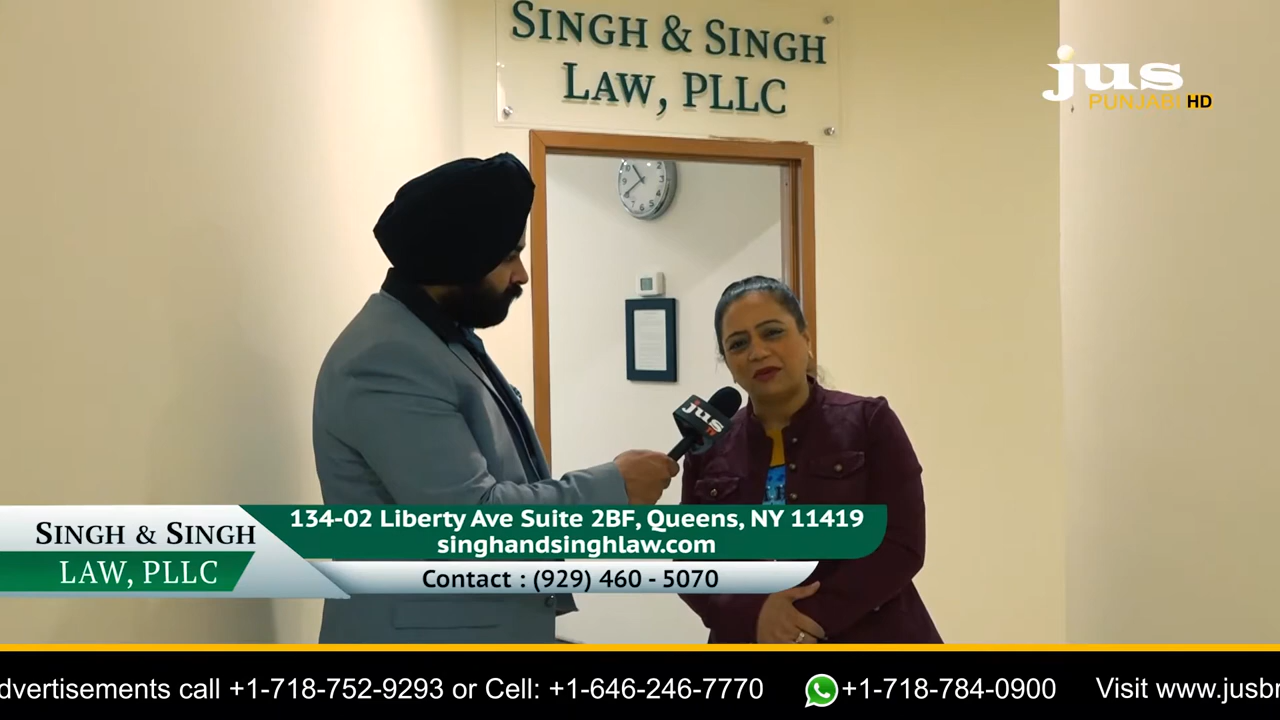 SINGH & SINGH
LAW, PLLC
jus
PUNJABI HD
jus
SINGH & SINGH
LAW, PLLC
134-02 Liberty Ave Suite 2BF, Queens, NY 11419
singhandsinghlaw.com
Contact : (929) 460 - 5070
dvertisements call +1-718-752-9293 or Cell: +1-646-246-7770 +1-718-784-0900 Visit www.jusbr